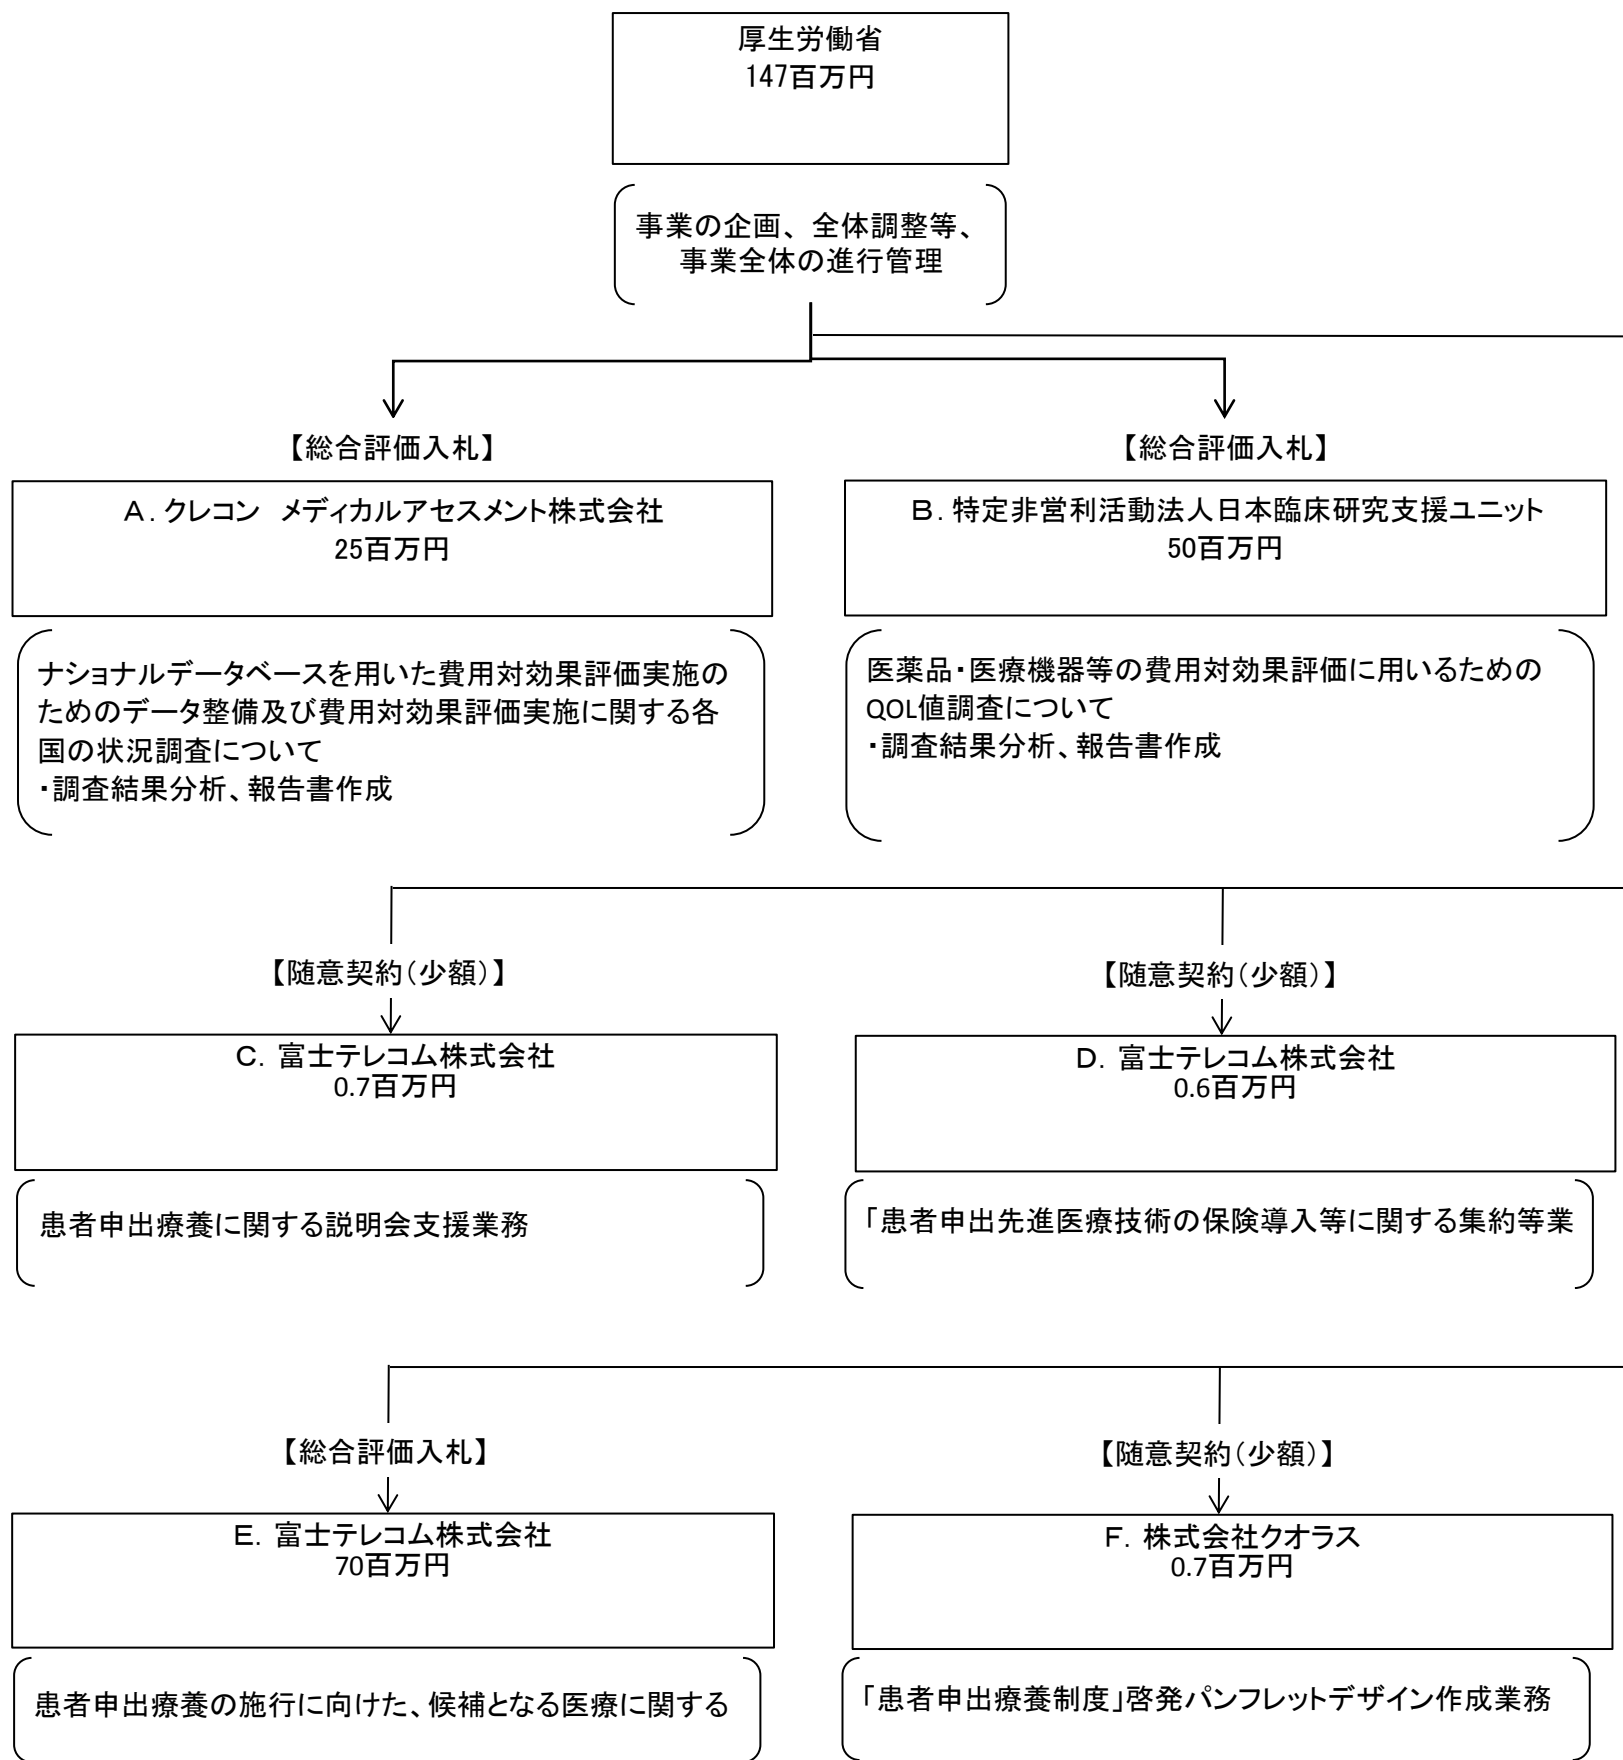 厚生労働省
147百万円
事業の企画、全体調整等、
事業全体の進行管理
【総合評価入札】
【総合評価入札】
A．クレコン　メディカルアセスメント株式会社
25百万円
B．特定非営利活動法人日本臨床研究支援ユニット
50百万円
ナショナルデータベースを用いた費用対効果評価実施の
ためのデータ整備及び費用対効果評価実施に関する各
国の状況調査について
・調査結果分析、報告書作成
医薬品・医療機器等の費用対効果評価に用いるための
QOL値調査について
・調査結果分析、報告書作成
【随意契約（少額）】
【随意契約（少額）】
C．富士テレコム株式会社
0.7百万円
D．富士テレコム株式会社
0.6百万円
患者申出療養に関する説明会支援業務
「患者申出先進医療技術の保険導入等に関する集約等業
【総合評価入札】
【随意契約（少額）】
E．富士テレコム株式会社
70百万円
F．株式会社クオラス
0.7百万円
患者申出療養の施行に向けた、候補となる医療に関する
「患者申出療養制度」啓発パンフレットデザイン作成業務